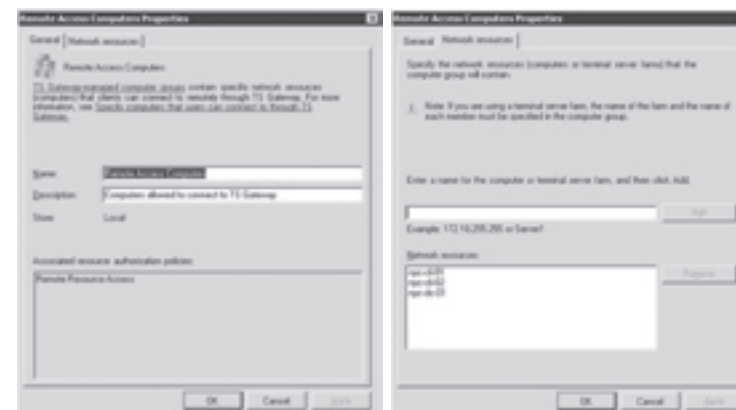 Remote Access Computers Properties
General Network resources
Remote Access Computers
TS Gateway-managed computer groups contain specific network resources
(computers) that clients can connect to remotely through TS Gateway. For more
information, see Specify computers that users can connect to through TS
Gateway.
Name: Remote Access Computers
Description: Computers allowed to connect to TS Gateway
Store: Local
Associated resource authorization policies:
Remote Resource Access
OK Cancel Apply
Remote Access Computers Properties
General Network resources
Specify the network resources (computers or terminal server farms) that the
computer group will contain.
Note: If you are using a terminal server farm, the name of the farm and the name of
each member must be specified in the computer group.
Enter a name for the computer or terminal server farm, and then click Add.
Add
Example: 172.16.255.255 or Server1
Network resources:
Remove
OK Cancel Apply